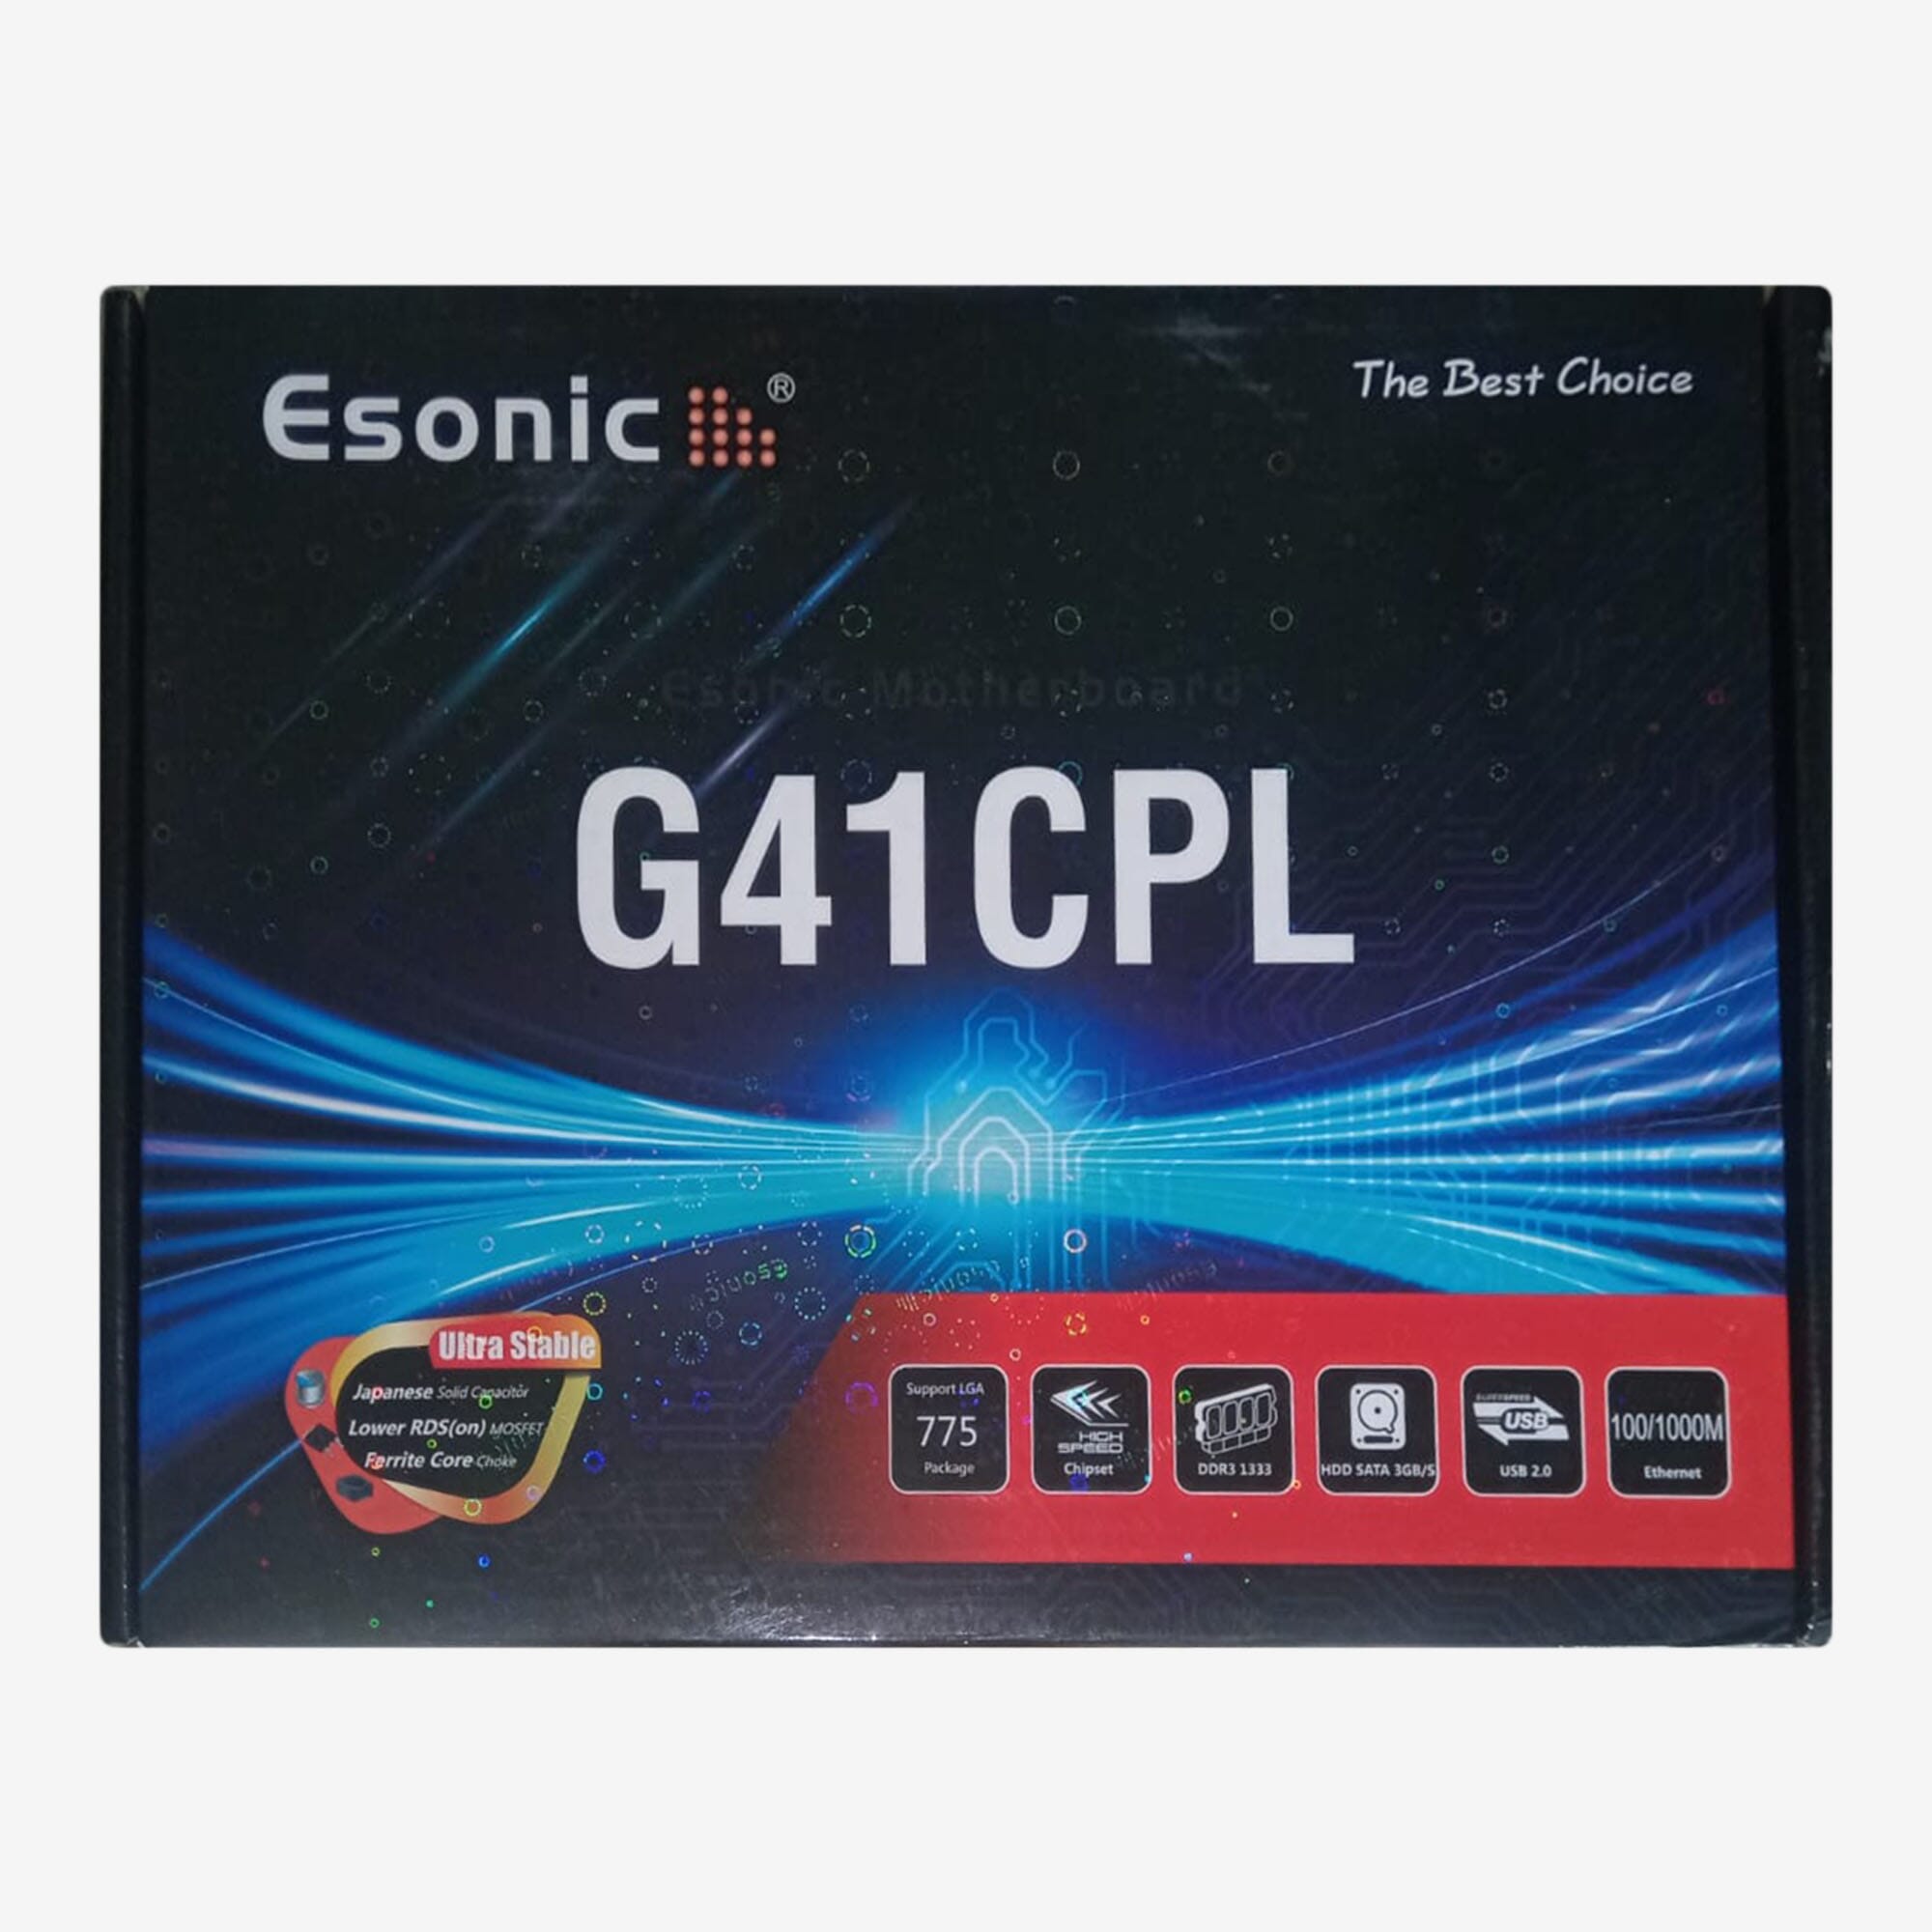 Esonic ®
The Best Choice
Esonic Motherboard
G41CPL
Ultra Stable
Japanese Solid Capacitor
Lower RDS(on) MOSFET
Ferrite Core Choke
Support LGA
775
Package
HIGH
SPEED
Chipset
DDR3 1333
HDD SATA 3GB/S
SUPERSPEED
USB
USB 2.0
100/1000M
Ethernet
esonic